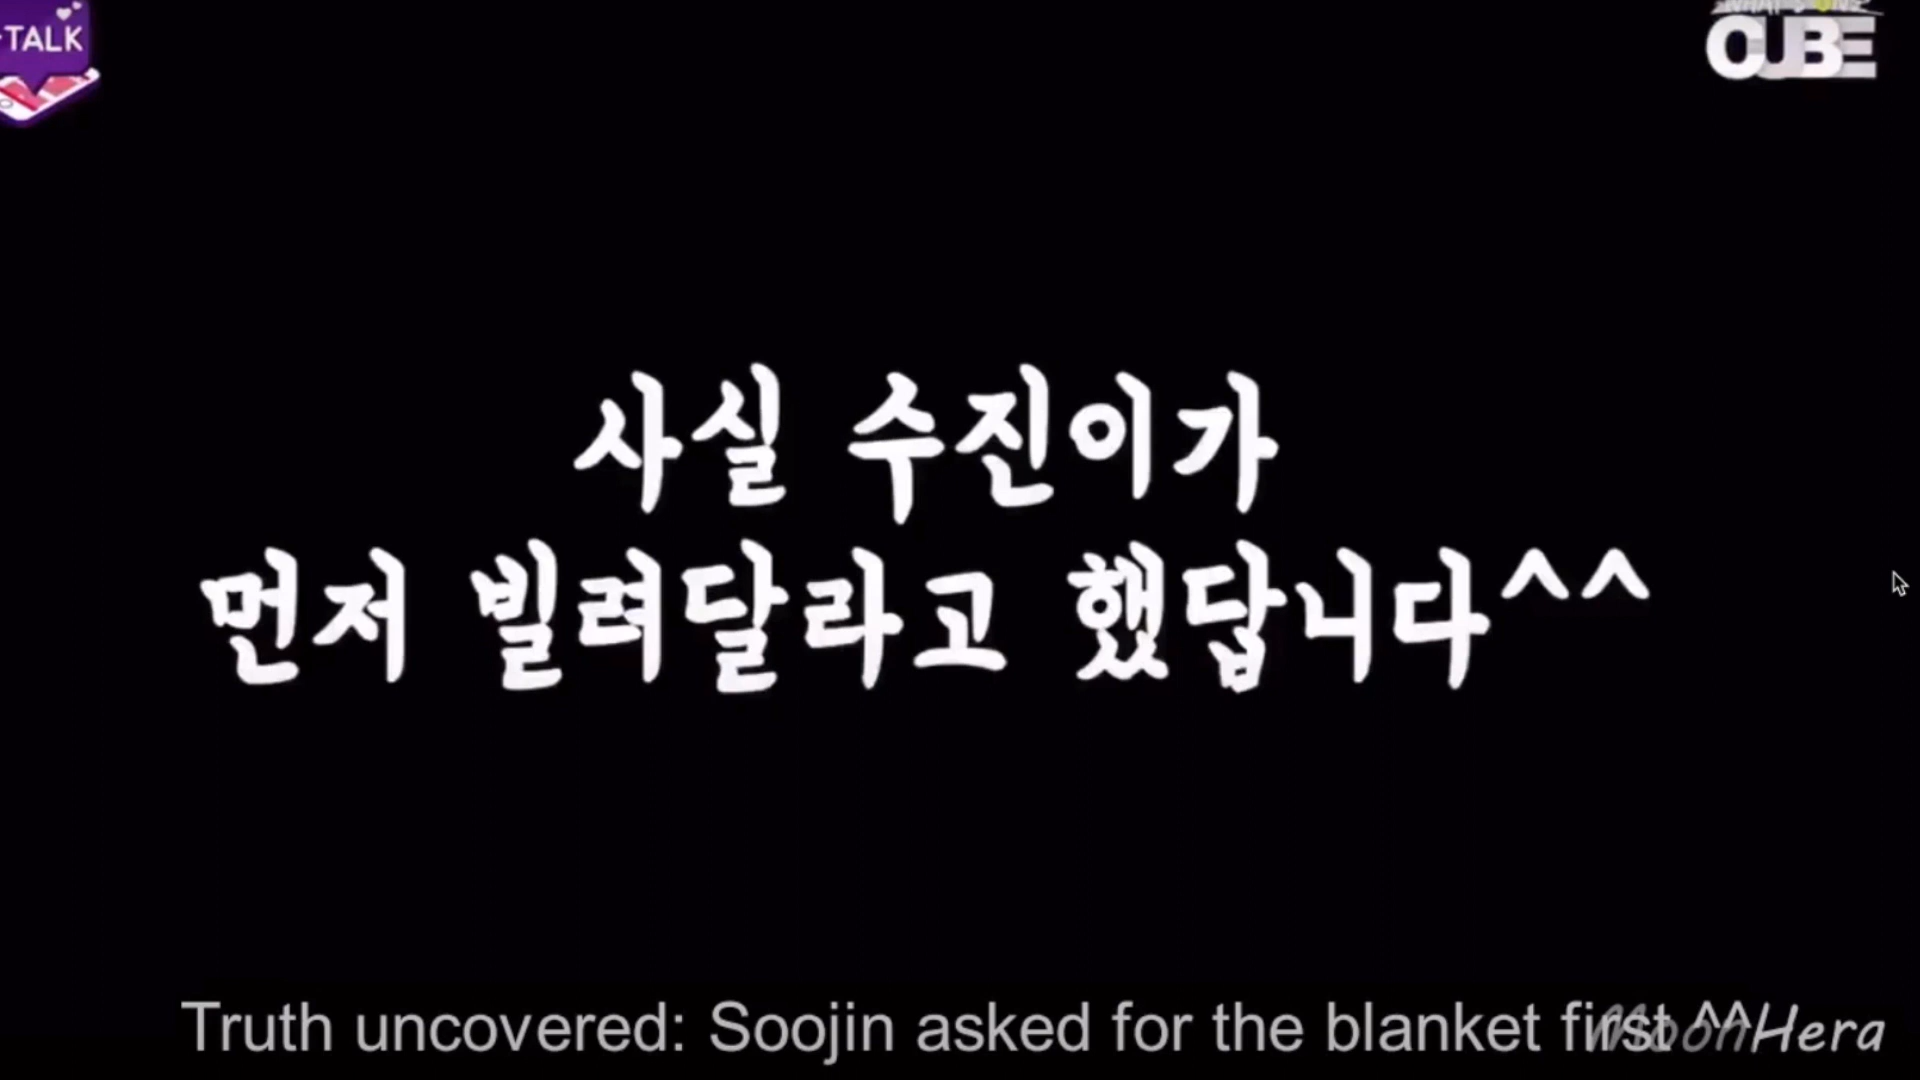 TALK
CUBE
사실 수진이가
먼저 빌려달라고 했답니다^^
Truth uncovered: Soojin asked for the blanket first ^^
MoonHera